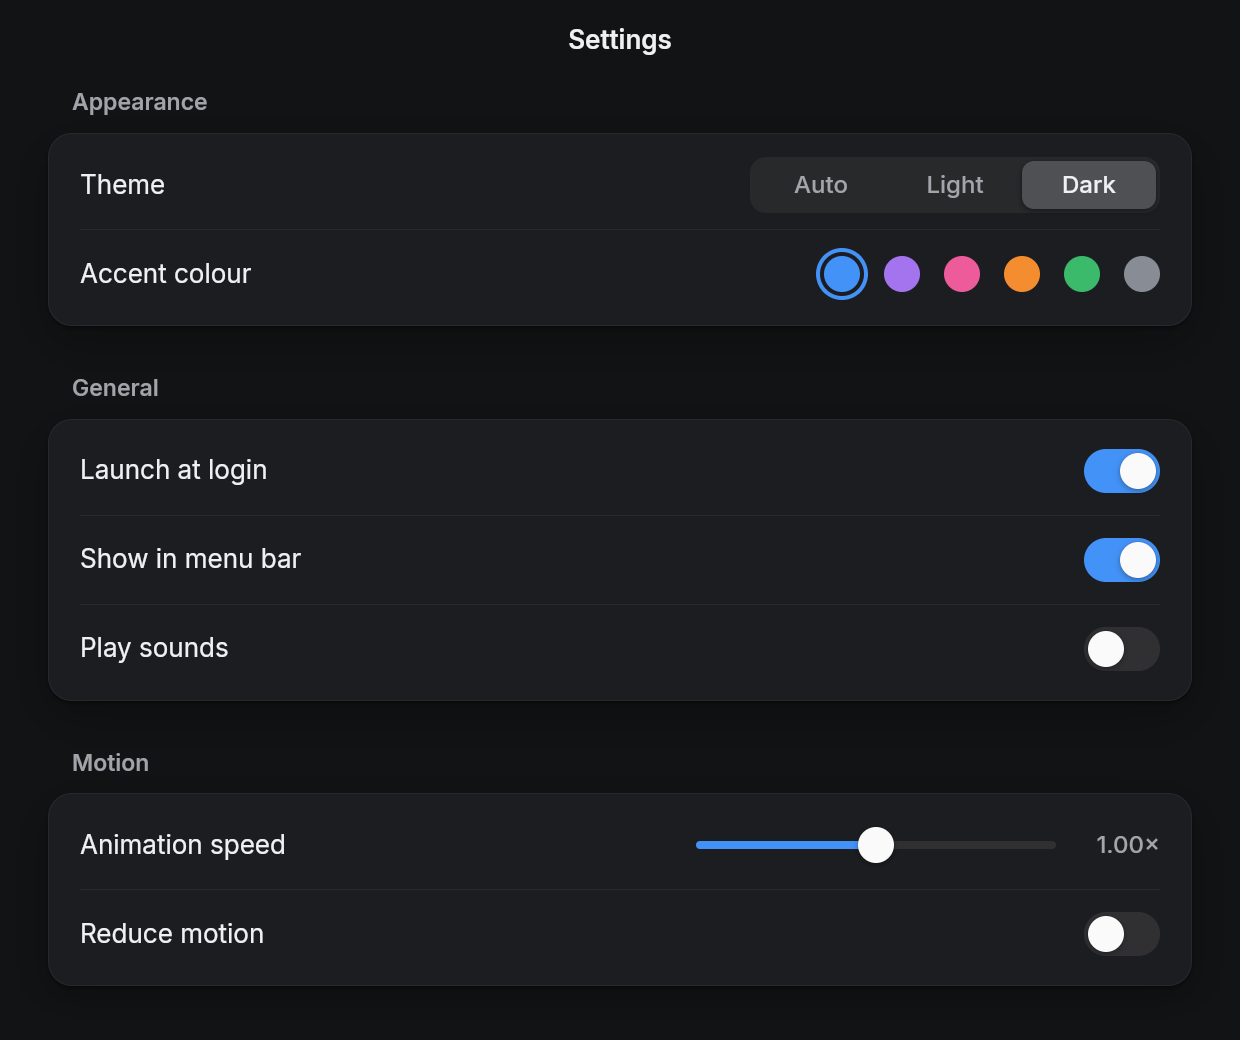 Settings
Appearance
Theme
Auto Light Dark
Accent colour
General
Launch at login
Show in menu bar
Play sounds
Motion
Animation speed 1.00×
Reduce motion